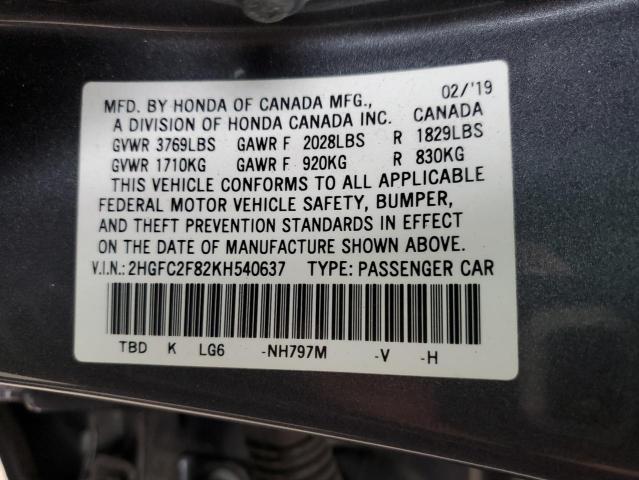 MFD. BY HONDA OF CANADA MFG., 02/'19
A DIVISION OF HONDA CANADA INC. CANADA
GVWR 3769LBS GAWR F 2028LBS R 1829LBS
GVWR 1710KG GAWR F 920KG R 830KG
THIS VEHICLE CONFORMS TO ALL APPLICABLE
FEDERAL MOTOR VEHICLE SAFETY, BUMPER,
AND THEFT PREVENTION STANDARDS IN EFFECT
ON THE DATE OF MANUFACTURE SHOWN ABOVE.
V.I.N.: 2HGFC2F82KH540637 TYPE: PASSENGER CAR
TBD K LG6 -NH797M -V -H